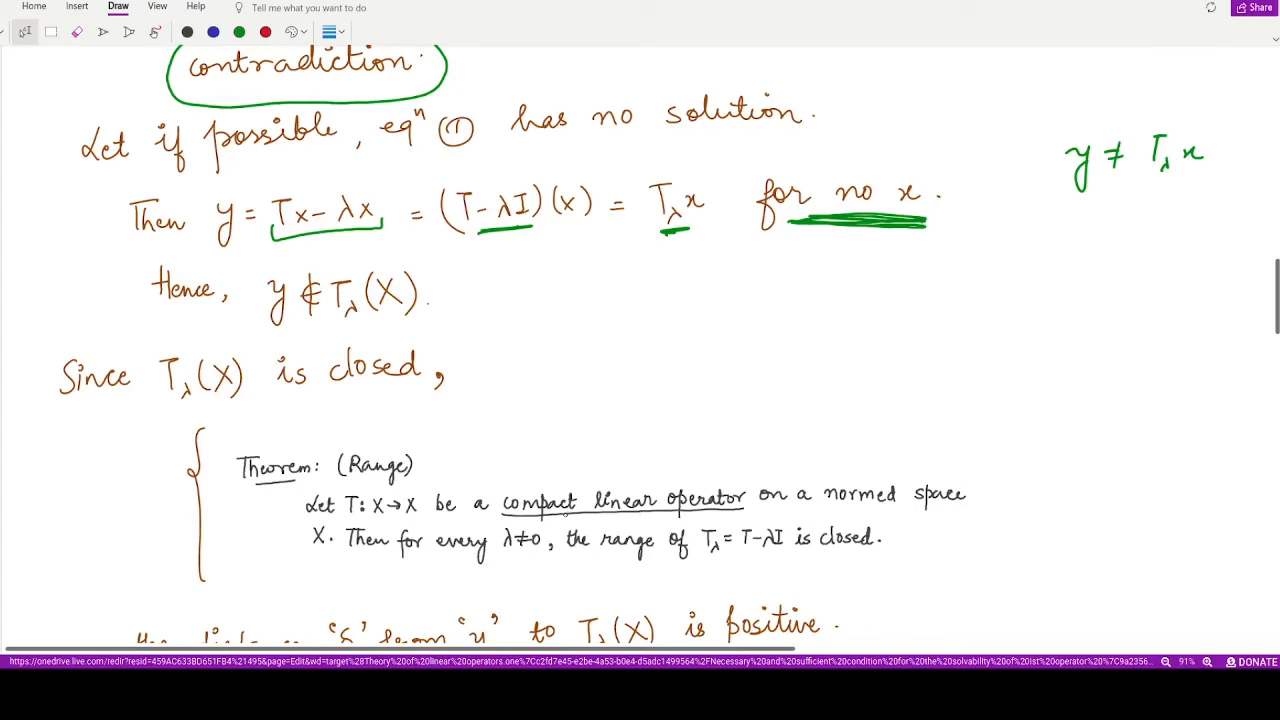 Home Insert Draw View Help Tell me what you want to do Share
contradiction.
Let if possible, eqⁿ ① has no solution.
y ≠ T_λ x
Then y = Tx - λx = (T - λI)(x) = T_λ x for no x.
Hence, y ∉ T_λ(X).
Since T_λ(X) is closed,
Theorem: (Range)
Let T: X→X be a compact linear operator on a normed space
X. Then for every λ≠0, the range of T_λ = T-λI is closed.
'δ' from 'y' to T_λ(X) is positive.
91% DONATE